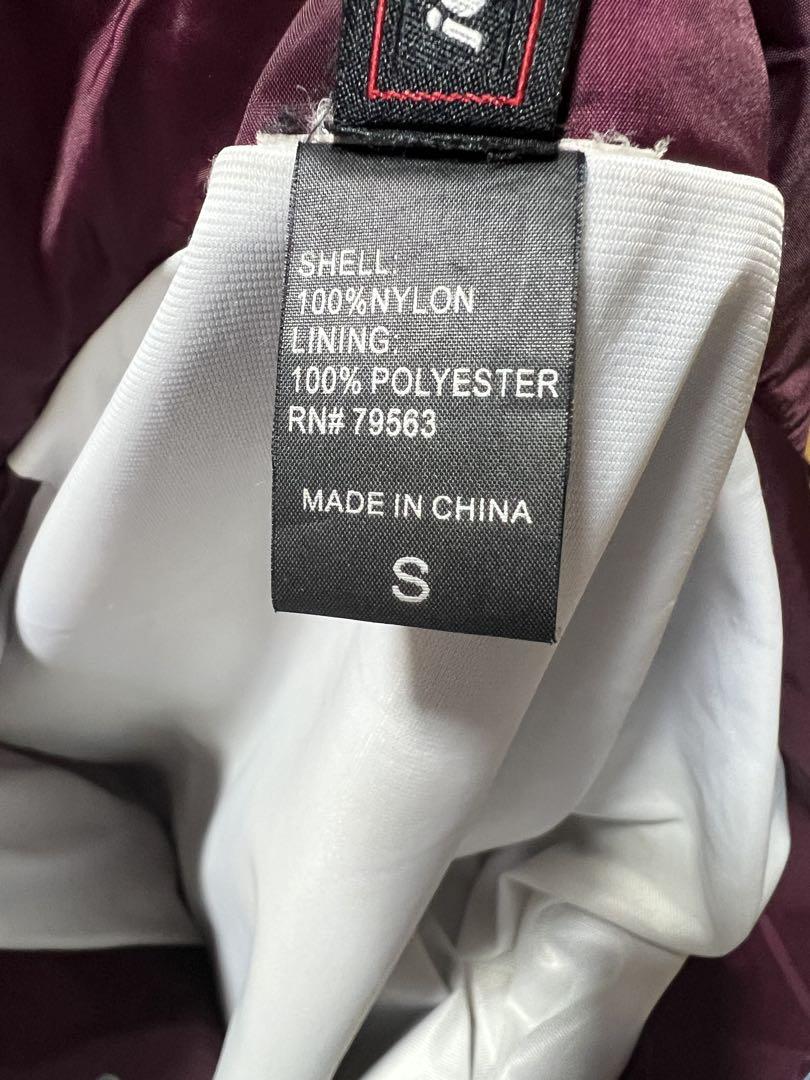 SHELL:
100%NYLON
LINING:
100% POLYESTER
RN# 79563
MADE IN CHINA
S